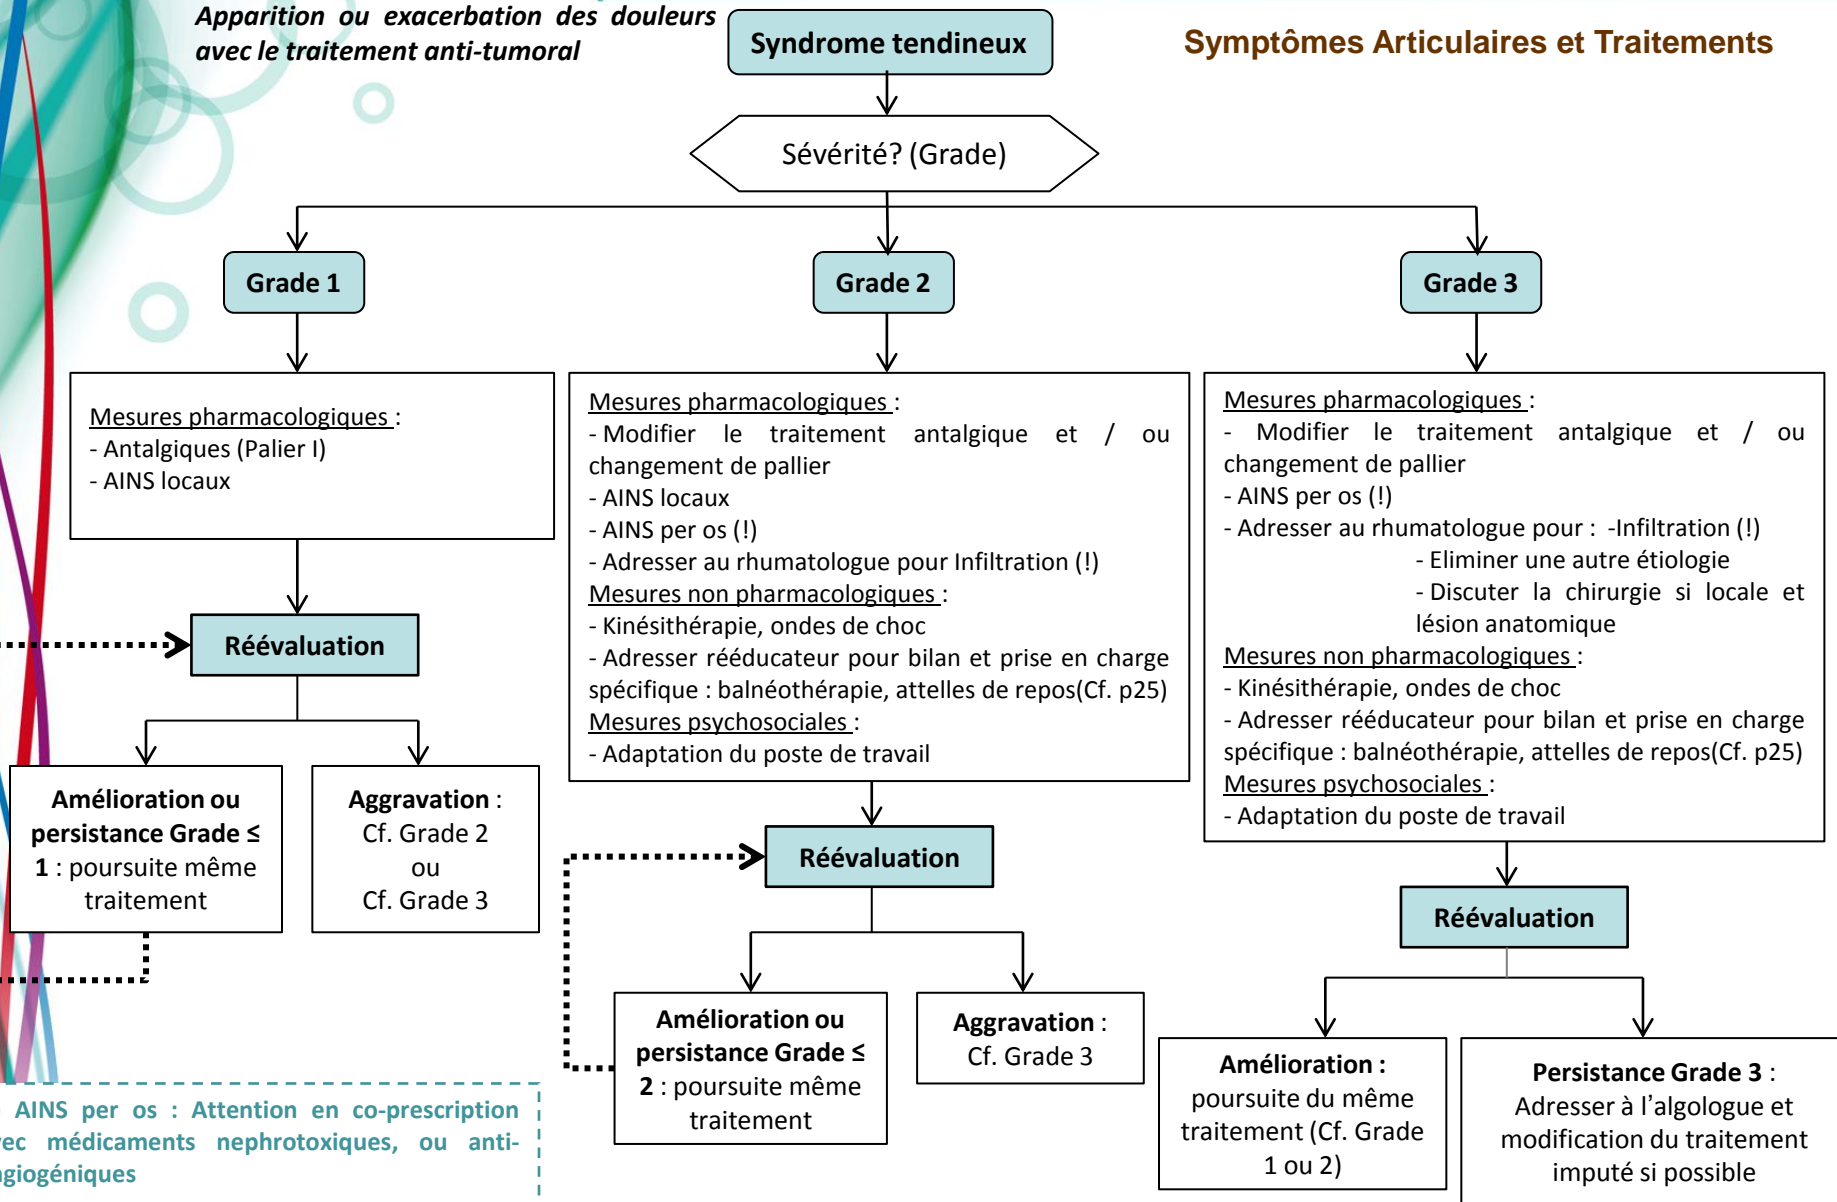 Apparition ou exacerbation des douleurs
avec le traitement anti-tumoral
Syndrome tendineux
Symptômes Articulaires et Traitements
Sévérité? (Grade)
Grade 1
Grade 2
Grade 3
Mesures pharmacologiques :
- Antalgiques (Palier I)
- AINS locaux
Mesures pharmacologiques :
- Modifier le traitement antalgique et / ou
changement de pallier
- AINS locaux
- AINS per os (!)
- Adresser au rhumatologue pour Infiltration (!)
Mesures non pharmacologiques :
- Kinésithérapie, ondes de choc
- Adresser rééducateur pour bilan et prise en charge
spécifique : balnéothérapie, attelles de repos(Cf. p25)
Mesures psychosociales :
- Adaptation du poste de travail
Mesures pharmacologiques :
- Modifier le traitement antalgique et / ou
changement de pallier
- AINS per os (!)
- Adresser au rhumatologue pour : -Infiltration (!)
- Eliminer une autre étiologie
- Discuter la chirurgie si locale et
lésion anatomique
Mesures non pharmacologiques :
- Kinésithérapie, ondes de choc
- Adresser rééducateur pour bilan et prise en charge
spécifique : balnéothérapie, attelles de repos(Cf. p25)
Mesures psychosociales :
- Adaptation du poste de travail
Réévaluation
Amélioration ou
persistance Grade ≤
1 : poursuite même
traitement
Aggravation :
Cf. Grade 2
ou
Cf. Grade 3
Réévaluation
Amélioration ou
persistance Grade ≤
2 : poursuite même
traitement
Aggravation :
Cf. Grade 3
Réévaluation
Amélioration :
poursuite du même
traitement (Cf. Grade
1 ou 2)
Persistance Grade 3 :
Adresser à l'algologue et
modification du traitement
imputé si possible
AINS per os : Attention en co-prescription
vec médicaments nephrotoxiques, ou anti-
ngiogéniques